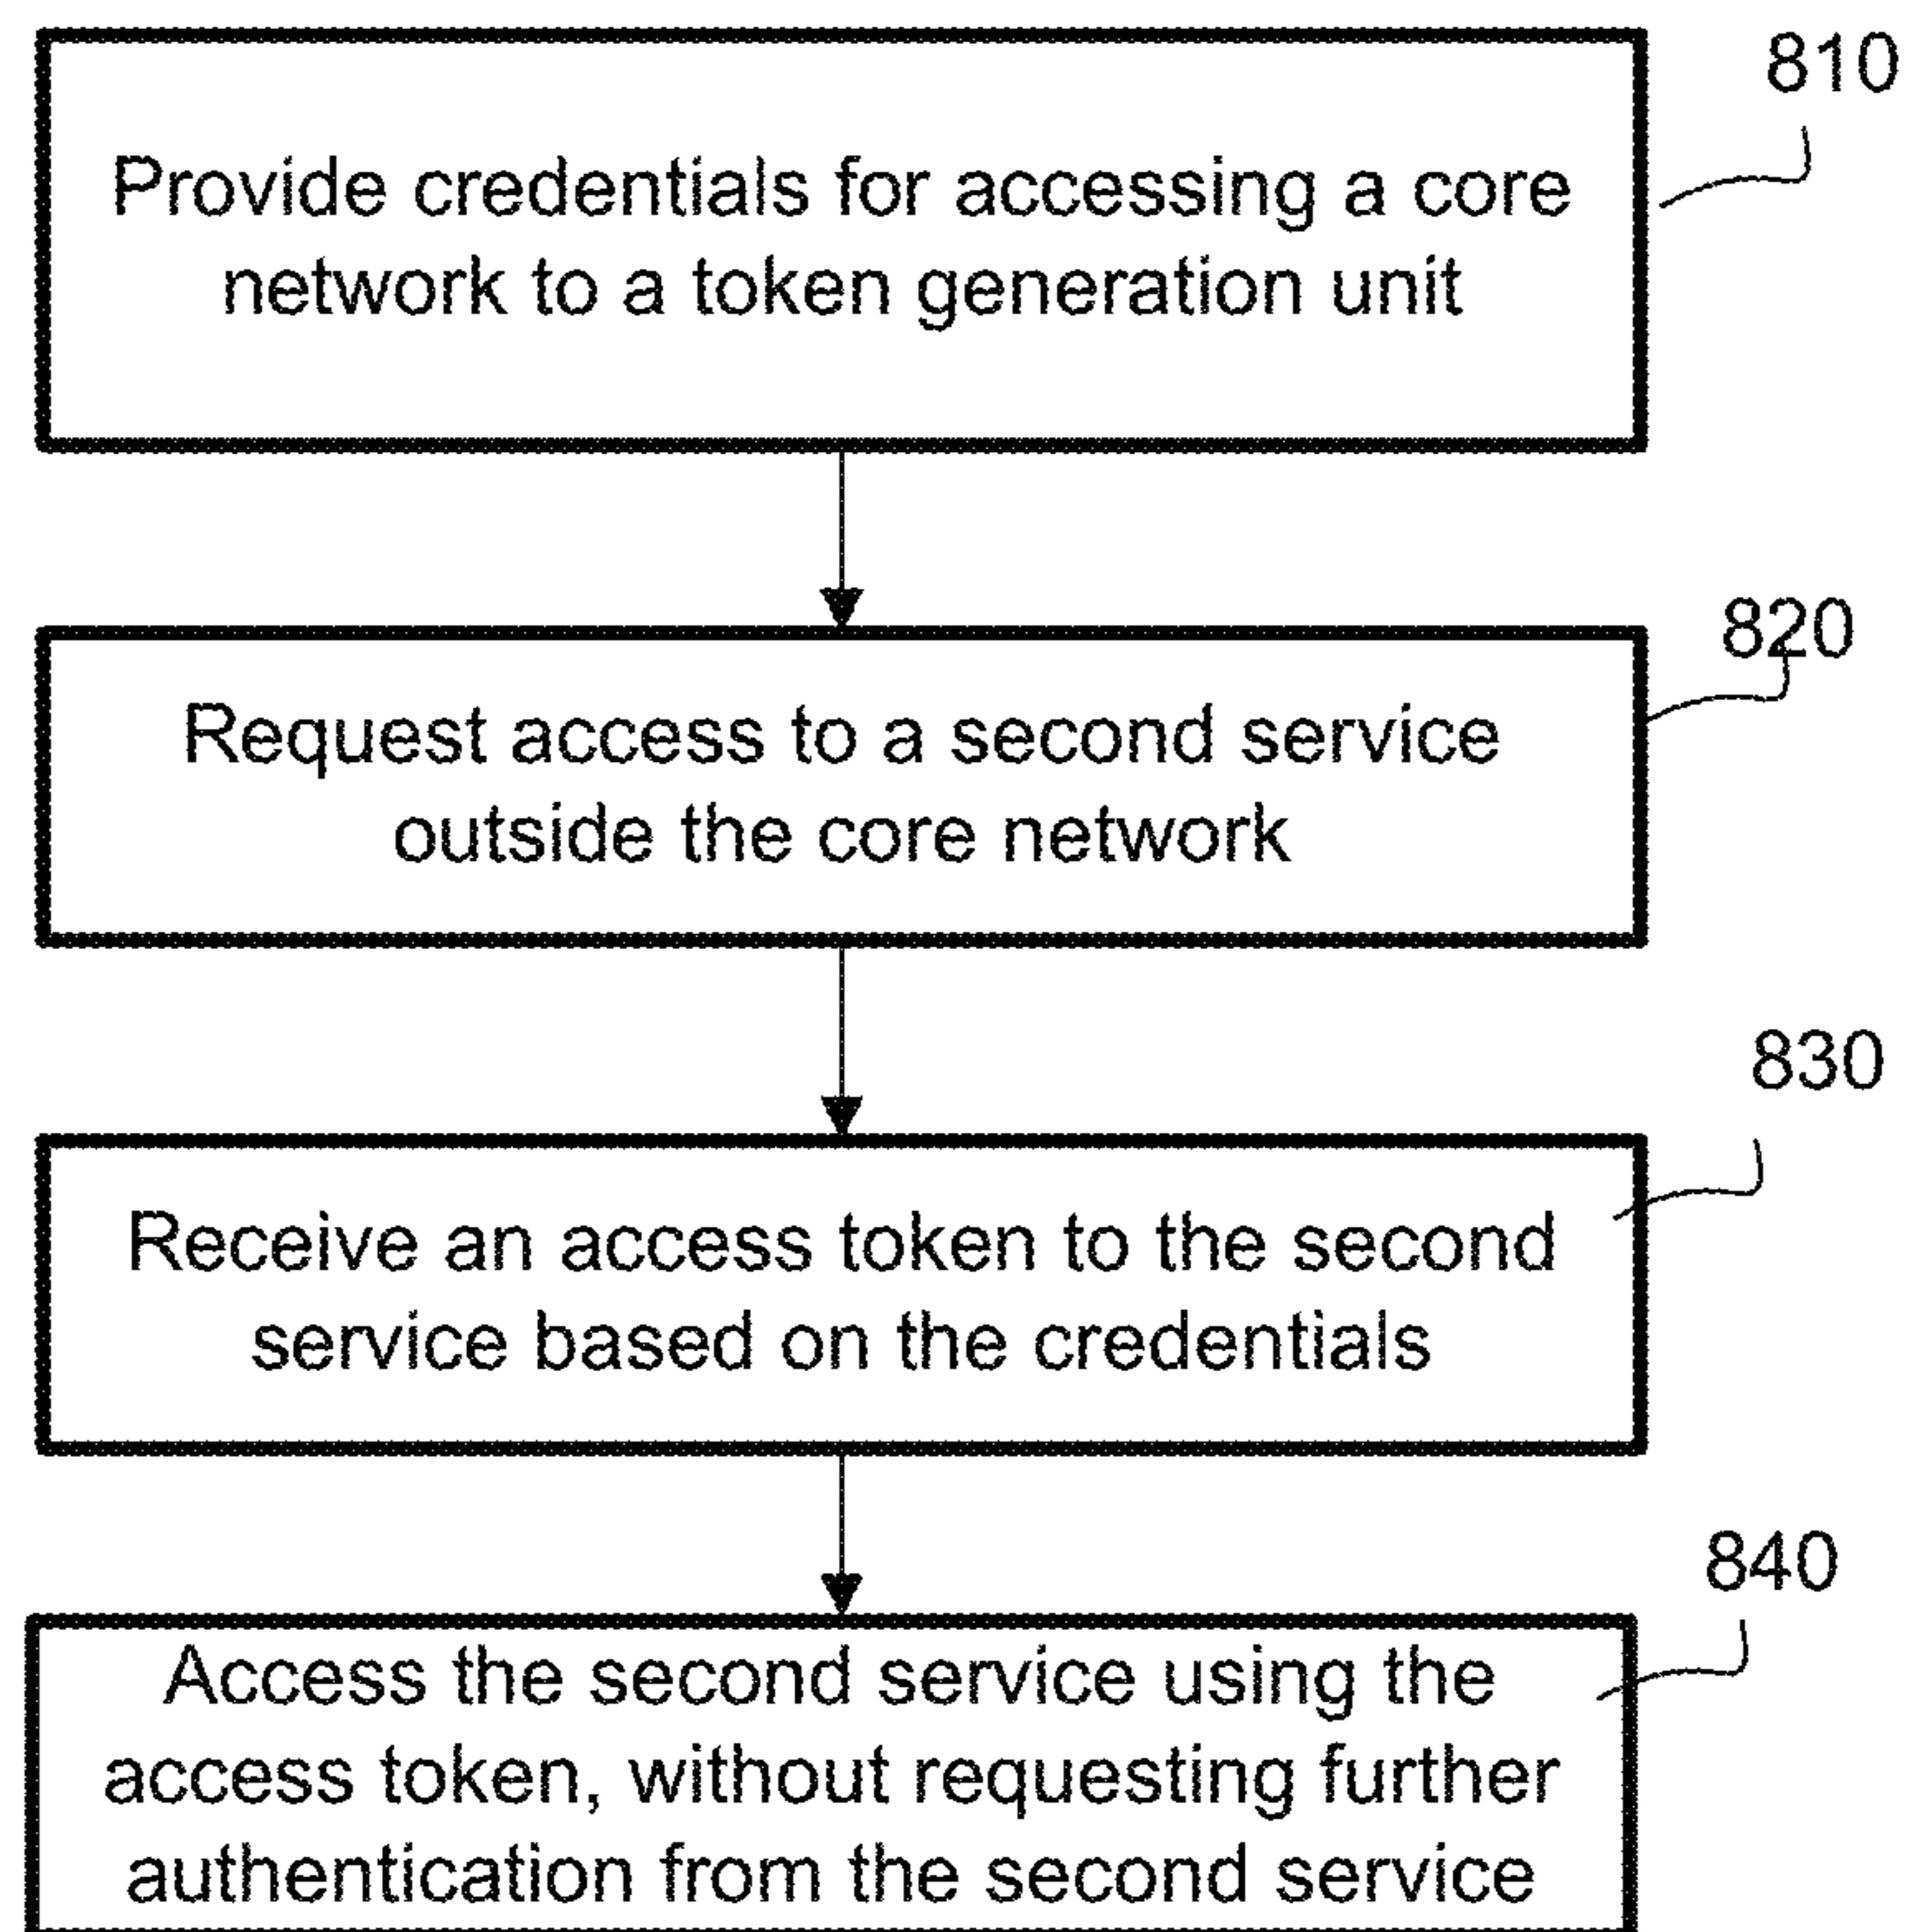 810
Provide credentials for accessing a core
network to a token generation unit
820
Request access to a second service
outside the core network
830
Receive an access token to the second
service based on the credentials
840
Access the second service using the
access token, without requesting further
authentication from the second service